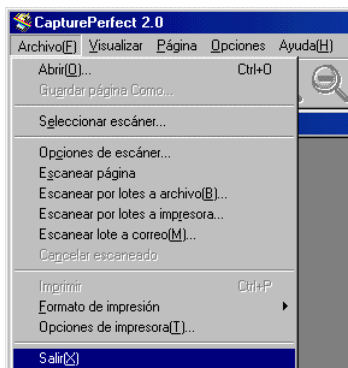 CapturePerfect 2.0
Archivo(F) Visualizar Página Opciones Ayuda(H)
Abrir(O)... Ctrl+O
Guardar página Como...
Seleccionar escáner...
Opciones de escáner...
Escanear página
Escanear por lotes a archivo(B)...
Escanear por lotes a impresora...
Escanear lote a correo(M)...
Cancelar escaneado
Imprimir Ctrl+P
Formato de impresión
Opciones de impresora(T)...
Salir(X)